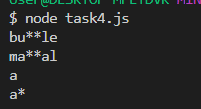 $ node task4.js
bu**le
ma**al
a
a*